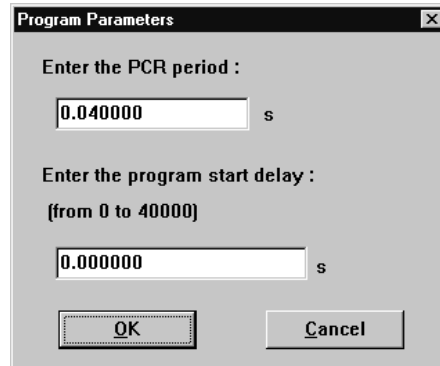 Program Parameters
Enter the PCR period :
0.040000 s
Enter the program start delay :
(from 0 to 40000)
0.000000 s
OK Cancel